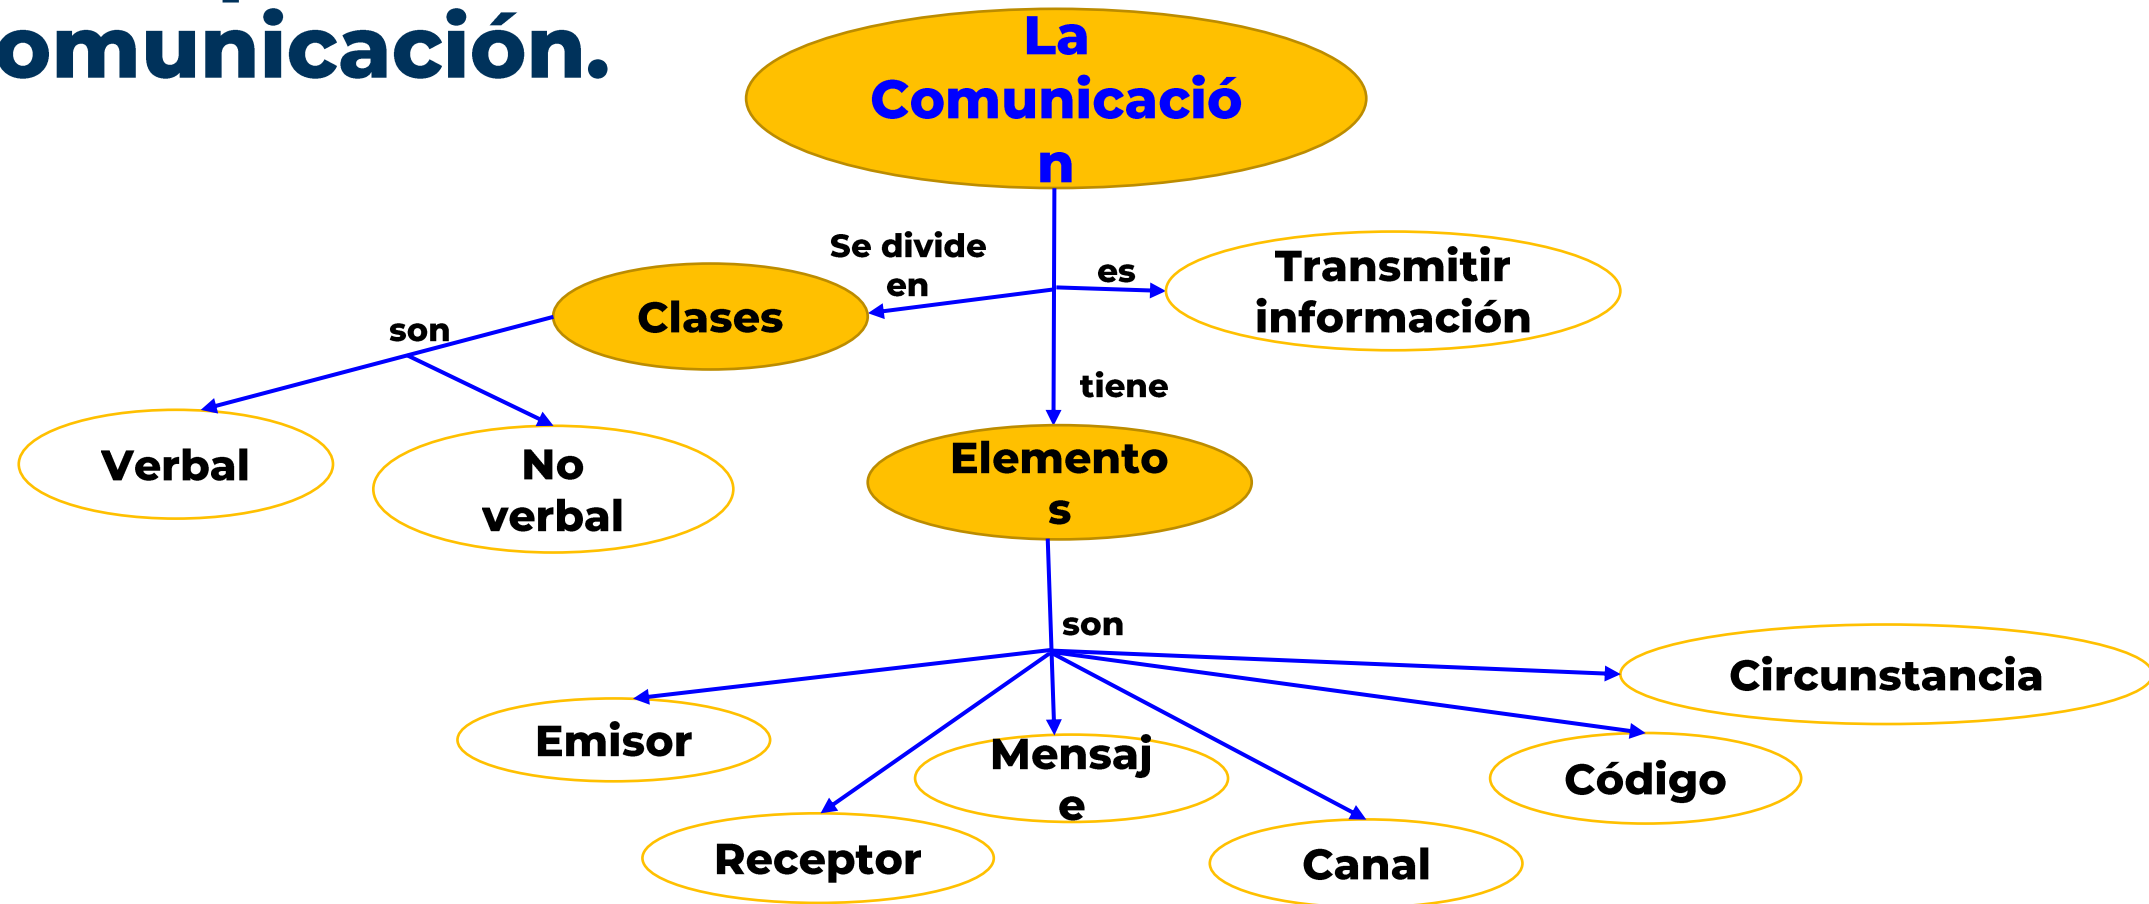 omunicación.
La
Comunicació
n
Se divide
en
es
Transmitir
información
Clases
son
tiene
Verbal
No
verbal
Elemento
s
son
Circunstancia
Emisor
Mensaj
e
Código
Receptor
Canal